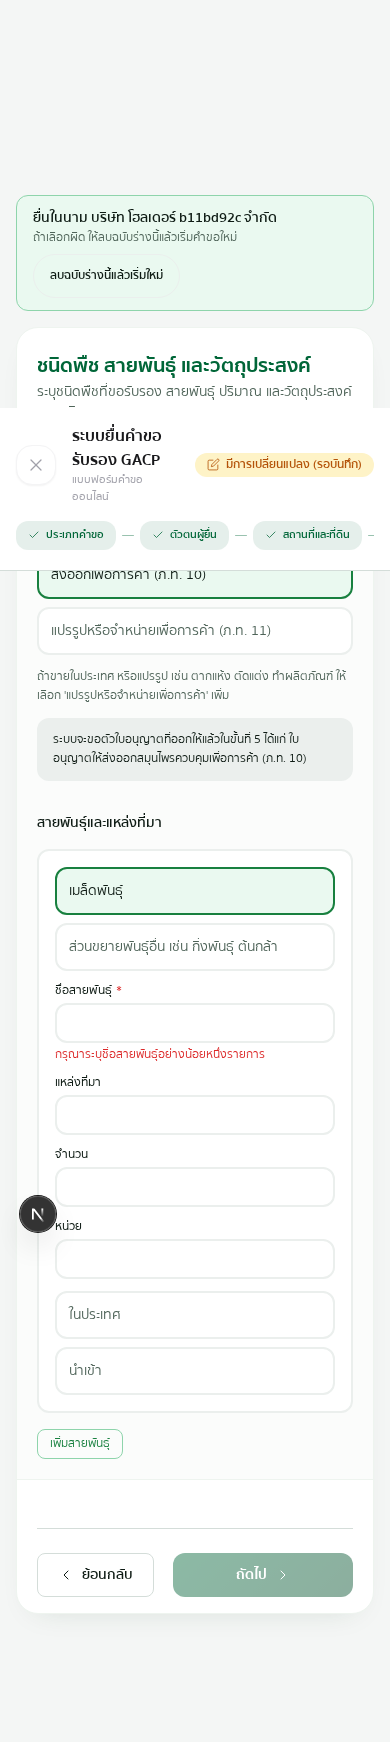 ยื่นในนาม บริษัท โฮลเดอร์ b11bd92c จำกัด
ถ้าเลือกผิด ให้ลบฉบับร่างนี้แล้วเริ่มคำขอใหม่
ลบฉบับร่างนี้แล้วเริ่มใหม่
ชนิดพืช สายพันธุ์ และวัตถุประสงค์
ระบุชนิดพืชที่ขอรับรอง สายพันธุ์ ปริมาณ และวัตถุประสงค์
ระบบยื่นคำขอ
รับรอง GACP
แบบฟอร์มคำขอ
ออนไลน์
มีการเปลี่ยนแปลง (รอบันทึก)
ประเภทคำขอ
ตัวตนผู้ยื่น
สถานที่และที่ดิน
ส่งออกเพื่อการค้า (ภ.ท. 10)
แปรรูปหรือจำหน่ายเพื่อการค้า (ภ.ท. 11)
ถ้าขายในประเทศ หรือแปรรูป เช่น ตากแห้ง ตัดแต่ง ทำผลิตภัณฑ์ ให้
เลือก 'แปรรูปหรือจำหน่ายเพื่อการค้า' เพิ่ม
ระบบจะขอตัวใบอนุญาตที่ออกให้แล้วในขั้นที่ 5 ได้แก่ ใบ
อนุญาตให้ส่งออกสมุนไพรควบคุมเพื่อการค้า (ภ.ท. 10)
สายพันธุ์และแหล่งที่มา
เมล็ดพันธุ์
ส่วนขยายพันธุ์อื่น เช่น กิ่งพันธุ์ ต้นกล้า
ชื่อสายพันธุ์ *
กรุณาระบุชื่อสายพันธุ์อย่างน้อยหนึ่งรายการ
แหล่งที่มา
จำนวน
N
หน่วย
ในประเทศ
นำเข้า
เพิ่มสายพันธุ์
ย้อนกลับ
ถัดไป